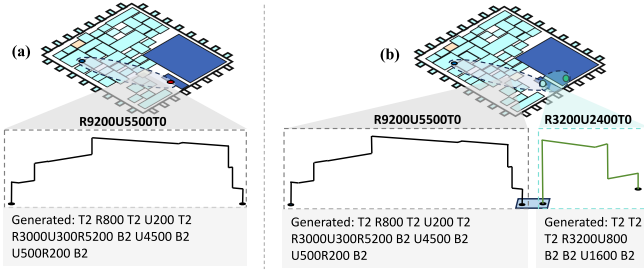 (a)
(b)
R9200U5500T0
R9200U5500T0
R3200U2400T0
Generated: T2 R800 T2 U200 T2
R3000U300R5200 B2 U4500 B2
U500R200 B2
Generated: T2 R800 T2 U200 T2
R3000U300R5200 B2 U4500 B2
U500R200 B2
Generated: T2 T2
T2 R3200U800
B2 B2 U1600 B2